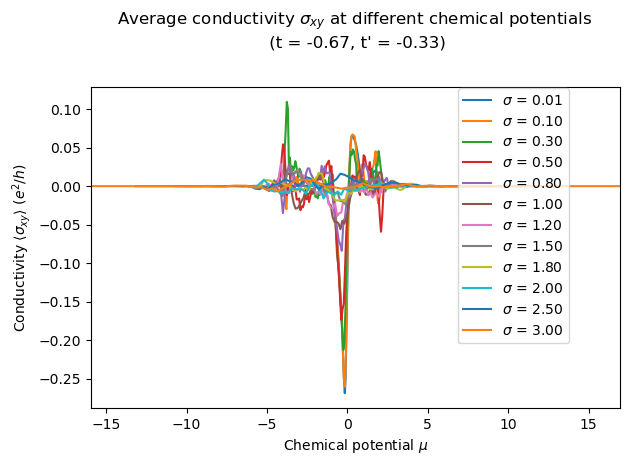 Average conductivity σxy at different chemical potentials
(t = -0.67, t' = -0.33)
Conductivity ⟨σxy⟩ (e²/h)
0.10
0.05
0.00
−0.05
−0.10
−0.15
−0.20
−0.25
σ = 0.01
σ = 0.10
σ = 0.30
σ = 0.50
σ = 0.80
σ = 1.00
σ = 1.20
σ = 1.50
σ = 1.80
σ = 2.00
σ = 2.50
σ = 3.00
−15 −10 −5 0 5 10 15
Chemical potential μ